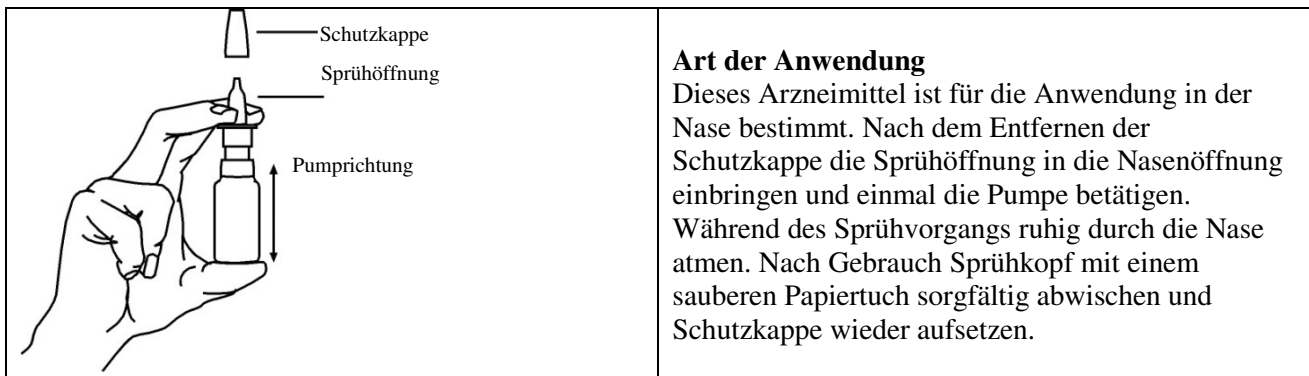 Schutzkappe
Sprühöffnung
Pumprichtung
Art der Anwendung
Dieses Arzneimittel ist für die Anwendung in der
Nase bestimmt. Nach dem Entfernen der
Schutzkappe die Sprühöffnung in die Nasenöffnung
einbringen und einmal die Pumpe betätigen.
Während des Sprühvorgangs ruhig durch die Nase
atmen. Nach Gebrauch Sprühkopf mit einem
sauberen Papiertuch sorgfältig abwischen und
Schutzkappe wieder aufsetzen.